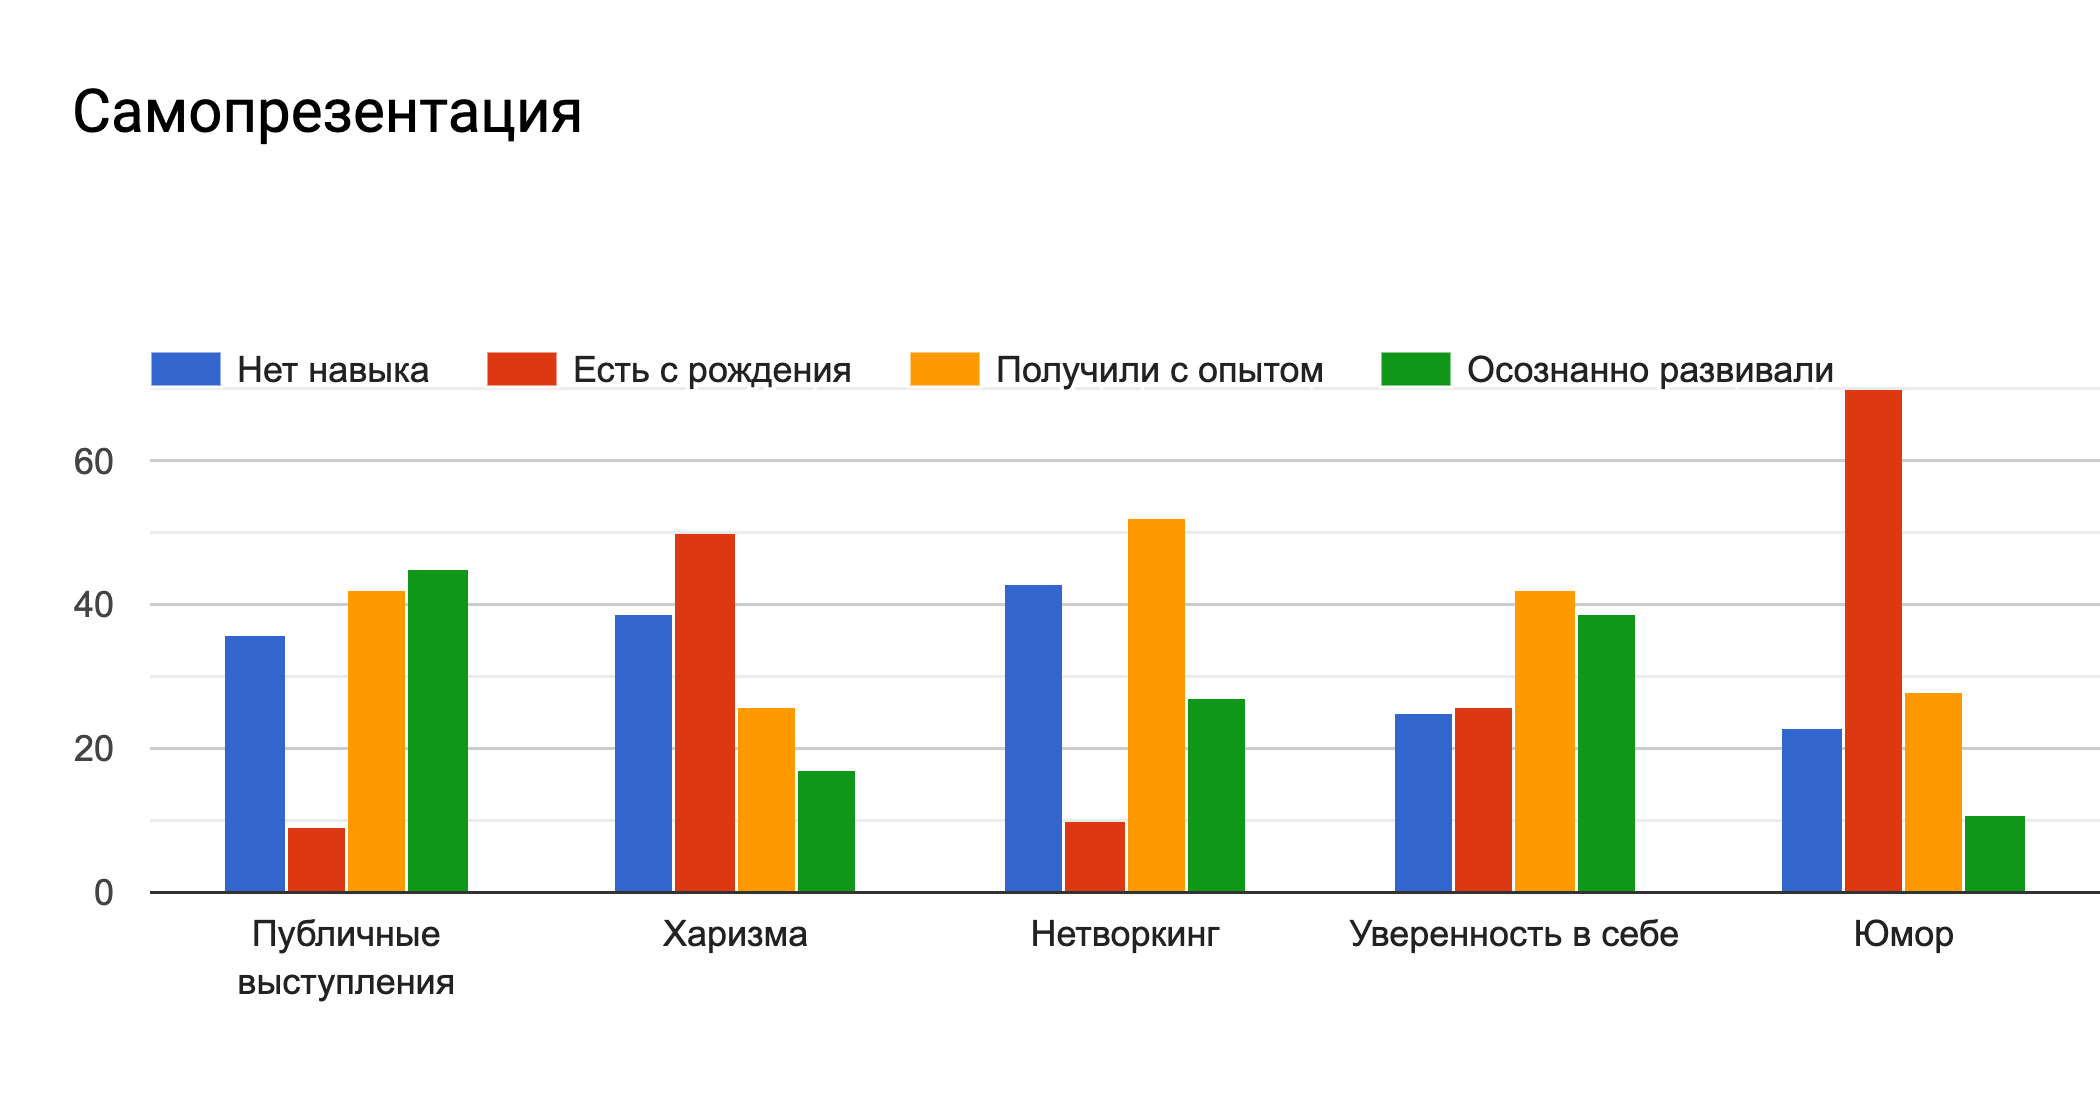 Самопрезентация
Нет навыка Есть с рождения Получили с опытом Осознанно развивали
60
40
20
0
Публичные выступления Харизма Нетворкинг Уверенность в себе Юмор